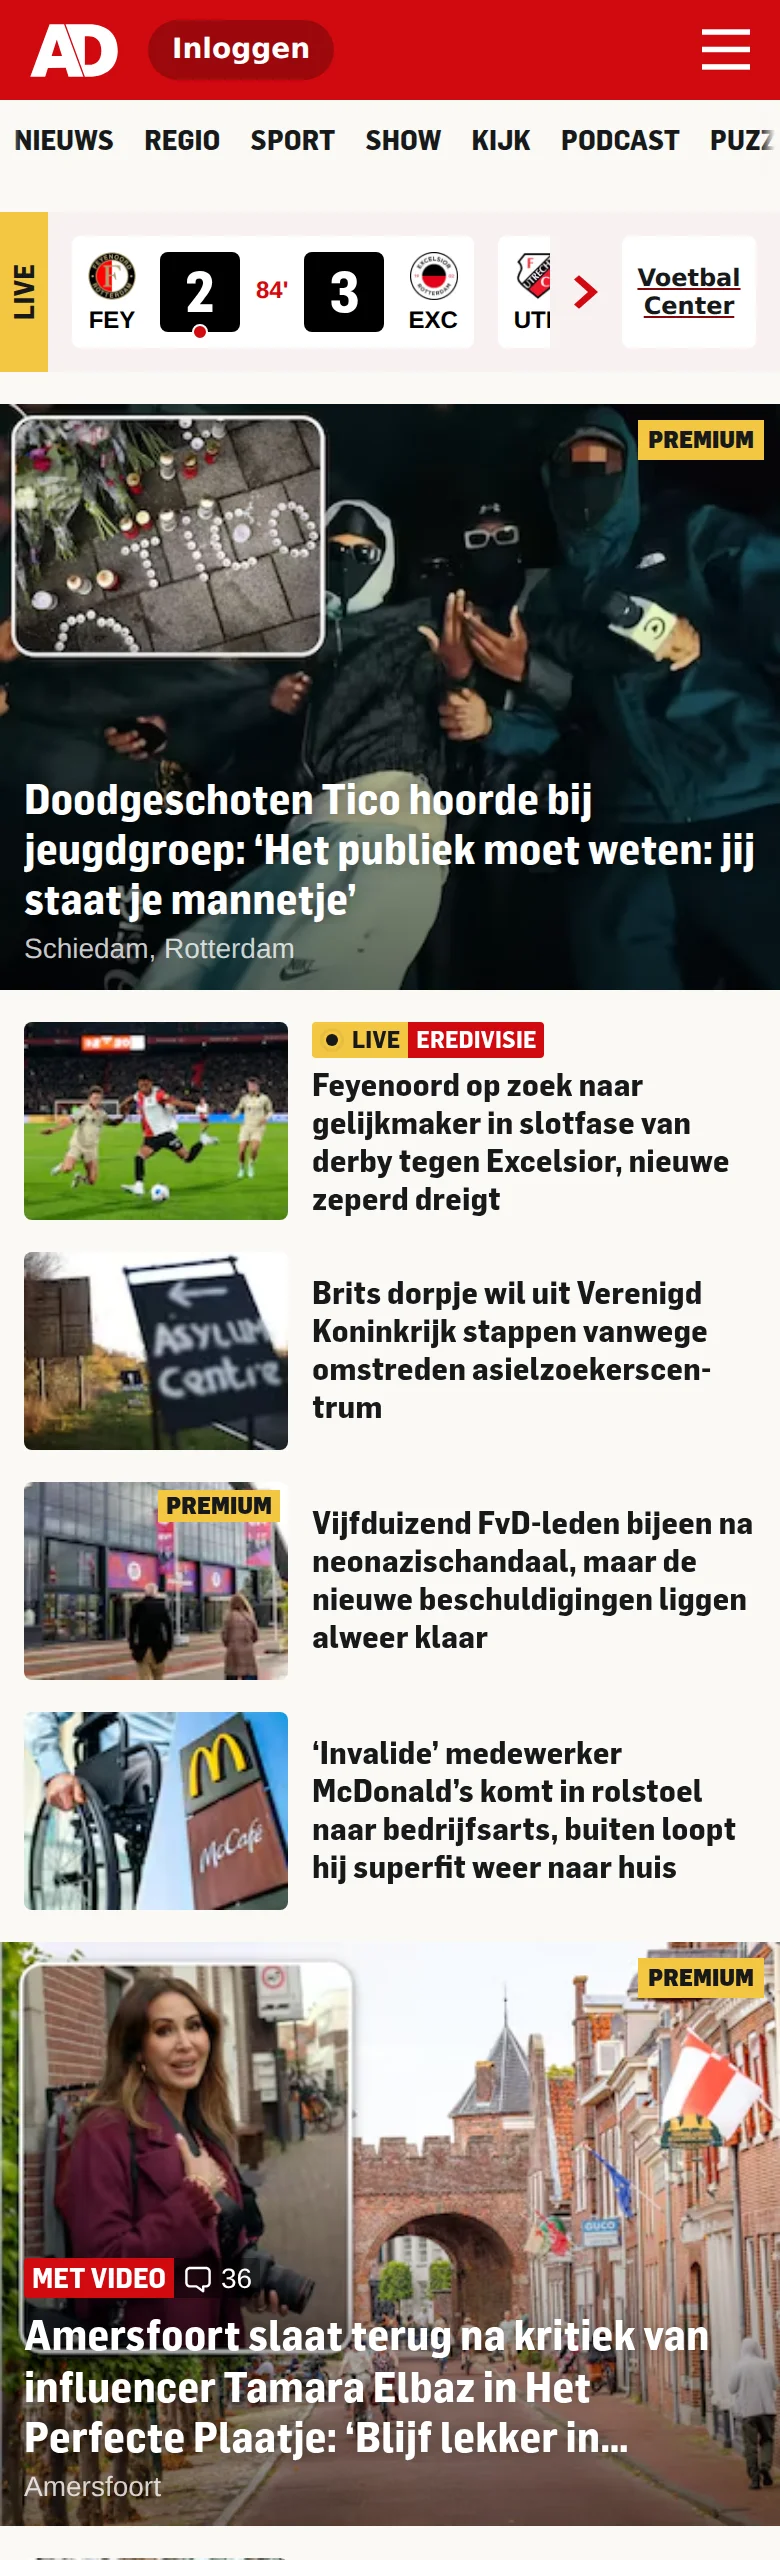 AD
Inloggen
NIEUWS REGIO SPORT SHOW KIJK PODCAST PUZZ
LIVE
FEY
2
84'
3
EXC
UTR
Voetbal
Center
PREMIUM
TICO
Doodgeschoten Tico hoorde bij
jeugdgroep: ‘Het publiek moet weten: jij
staat je mannetje’
Schiedam, Rotterdam
LIVE EREDIVISIE
Feyenoord op zoek naar
gelijkmaker in slotfase van
derby tegen Excelsior, nieuwe
zeperd dreigt
ASYLUM
Centre
Brits dorpje wil uit Verenigd
Koninkrijk stappen vanwege
omstreden asielzoekerscen-
trum
PREMIUM
Vijfduizend FvD-leden bijeen na
neonazischandaal, maar de
nieuwe beschuldigingen liggen
alweer klaar
McCafé
‘Invalide’ medewerker
McDonald’s komt in rolstoel
naar bedrijfsarts, buiten loopt
hij superfit weer naar huis
PREMIUM
GUCO
MET VIDEO 36
Amersfoort slaat terug na kritiek van
influencer Tamara Elbaz in Het
Perfecte Plaatje: ‘Blijf lekker in...
Amersfoort